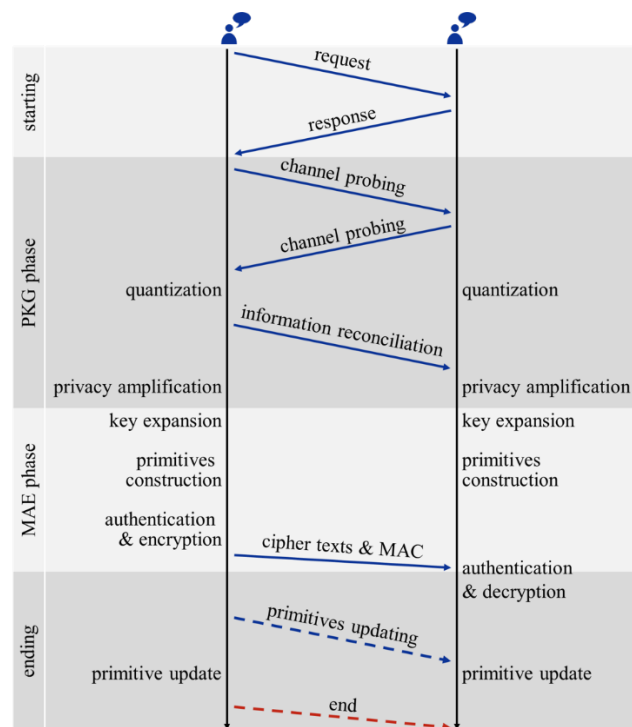 request
starting
response
channel probing
PKG phase
channel probing
quantization
quantization
information reconciliation
privacy amplification
privacy amplification
key expansion
key expansion
MAE phase
primitives
construction
primitives
construction
authentication
& encryption
cipher texts & MAC
authentication
& decryption
ending
primitives updating
primitive update
primitive update
end